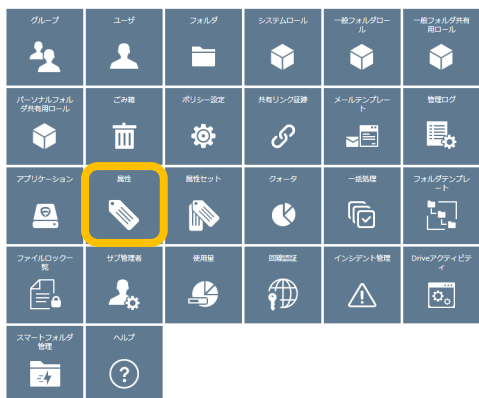 グループ
ユーザ
フォルダ
システムロール
一般フォルダロー
ル
一般フォルダ共有
用ロール
パーソナルフォル
ダ共有用ロール
ごみ箱
ポリシー設定
共有リンク証跡
メールテンプレー
ト
管理ログ
アプリケーション
属性
属性セット
クォータ
一括処理
フォルダテンプレ
ート
ファイルロック一
覧
サブ管理者
使用量
回線認証
インシデント管理
Driveアクティビテ
ィ
スマートフォルダ
管理
ヘルプ